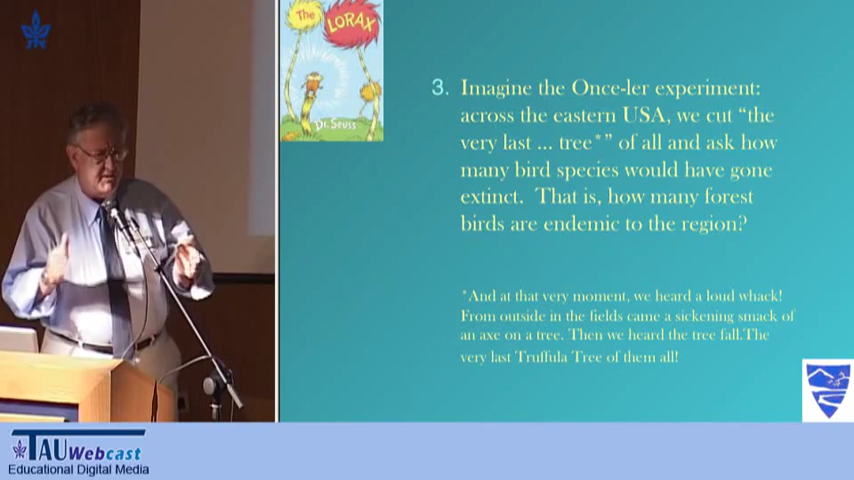 The
LORAX
Dr. Seuss
3. Imagine the Once-ler experiment:
across the eastern USA, we cut “the
very last ... tree*” of all and ask how
many bird species would have gone
extinct. That is, how many forest
birds are endemic to the region?
*And at that very moment, we heard a loud whack!
From outside in the fields came a sickening smack of
an axe on a tree. Then we heard the tree fall.The
very last Truffula Tree of them all!
TAU Webcast
Educational Digital Media